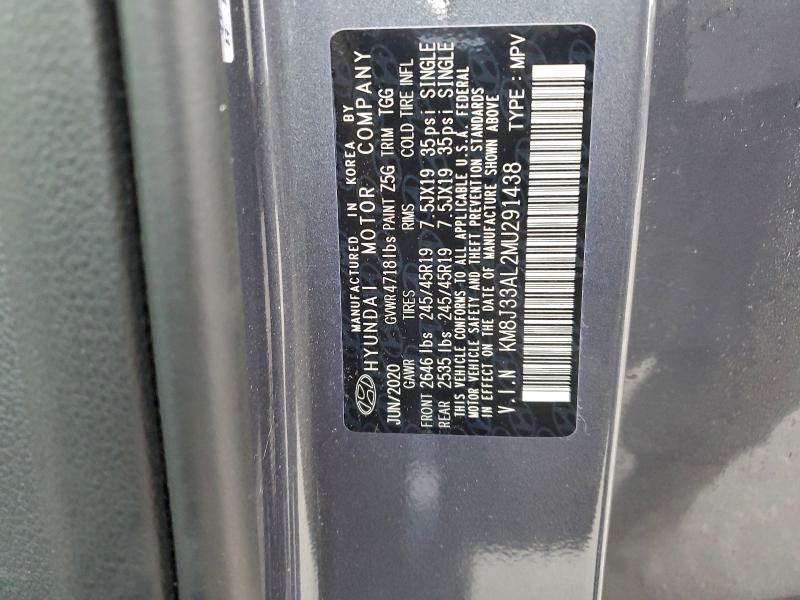 MANUFACTURED IN KOREA BY
HYUNDAI MOTOR COMPANY
JUN/2020 GVWR 4718lbs PAINT Z5G TRIM TGG
GAWR TIRES RIMS COLD TIRE INFL
FRONT 2646 lbs 245/45R19 7.5JX19 35psi SINGLE
REAR 2535 lbs 245/45R19 7.5JX19 35psi SINGLE
THIS VEHICLE CONFORMS TO ALL APPLICABLE U.S.A. FEDERAL
MOTOR VEHICLE SAFETY AND THEFT PREVENTION STANDARDS
IN EFFECT ON THE DATE OF MANUFACTURE SHOWN ABOVE
V.I.N KM8J33AL2MU291438 TYPE : MPV